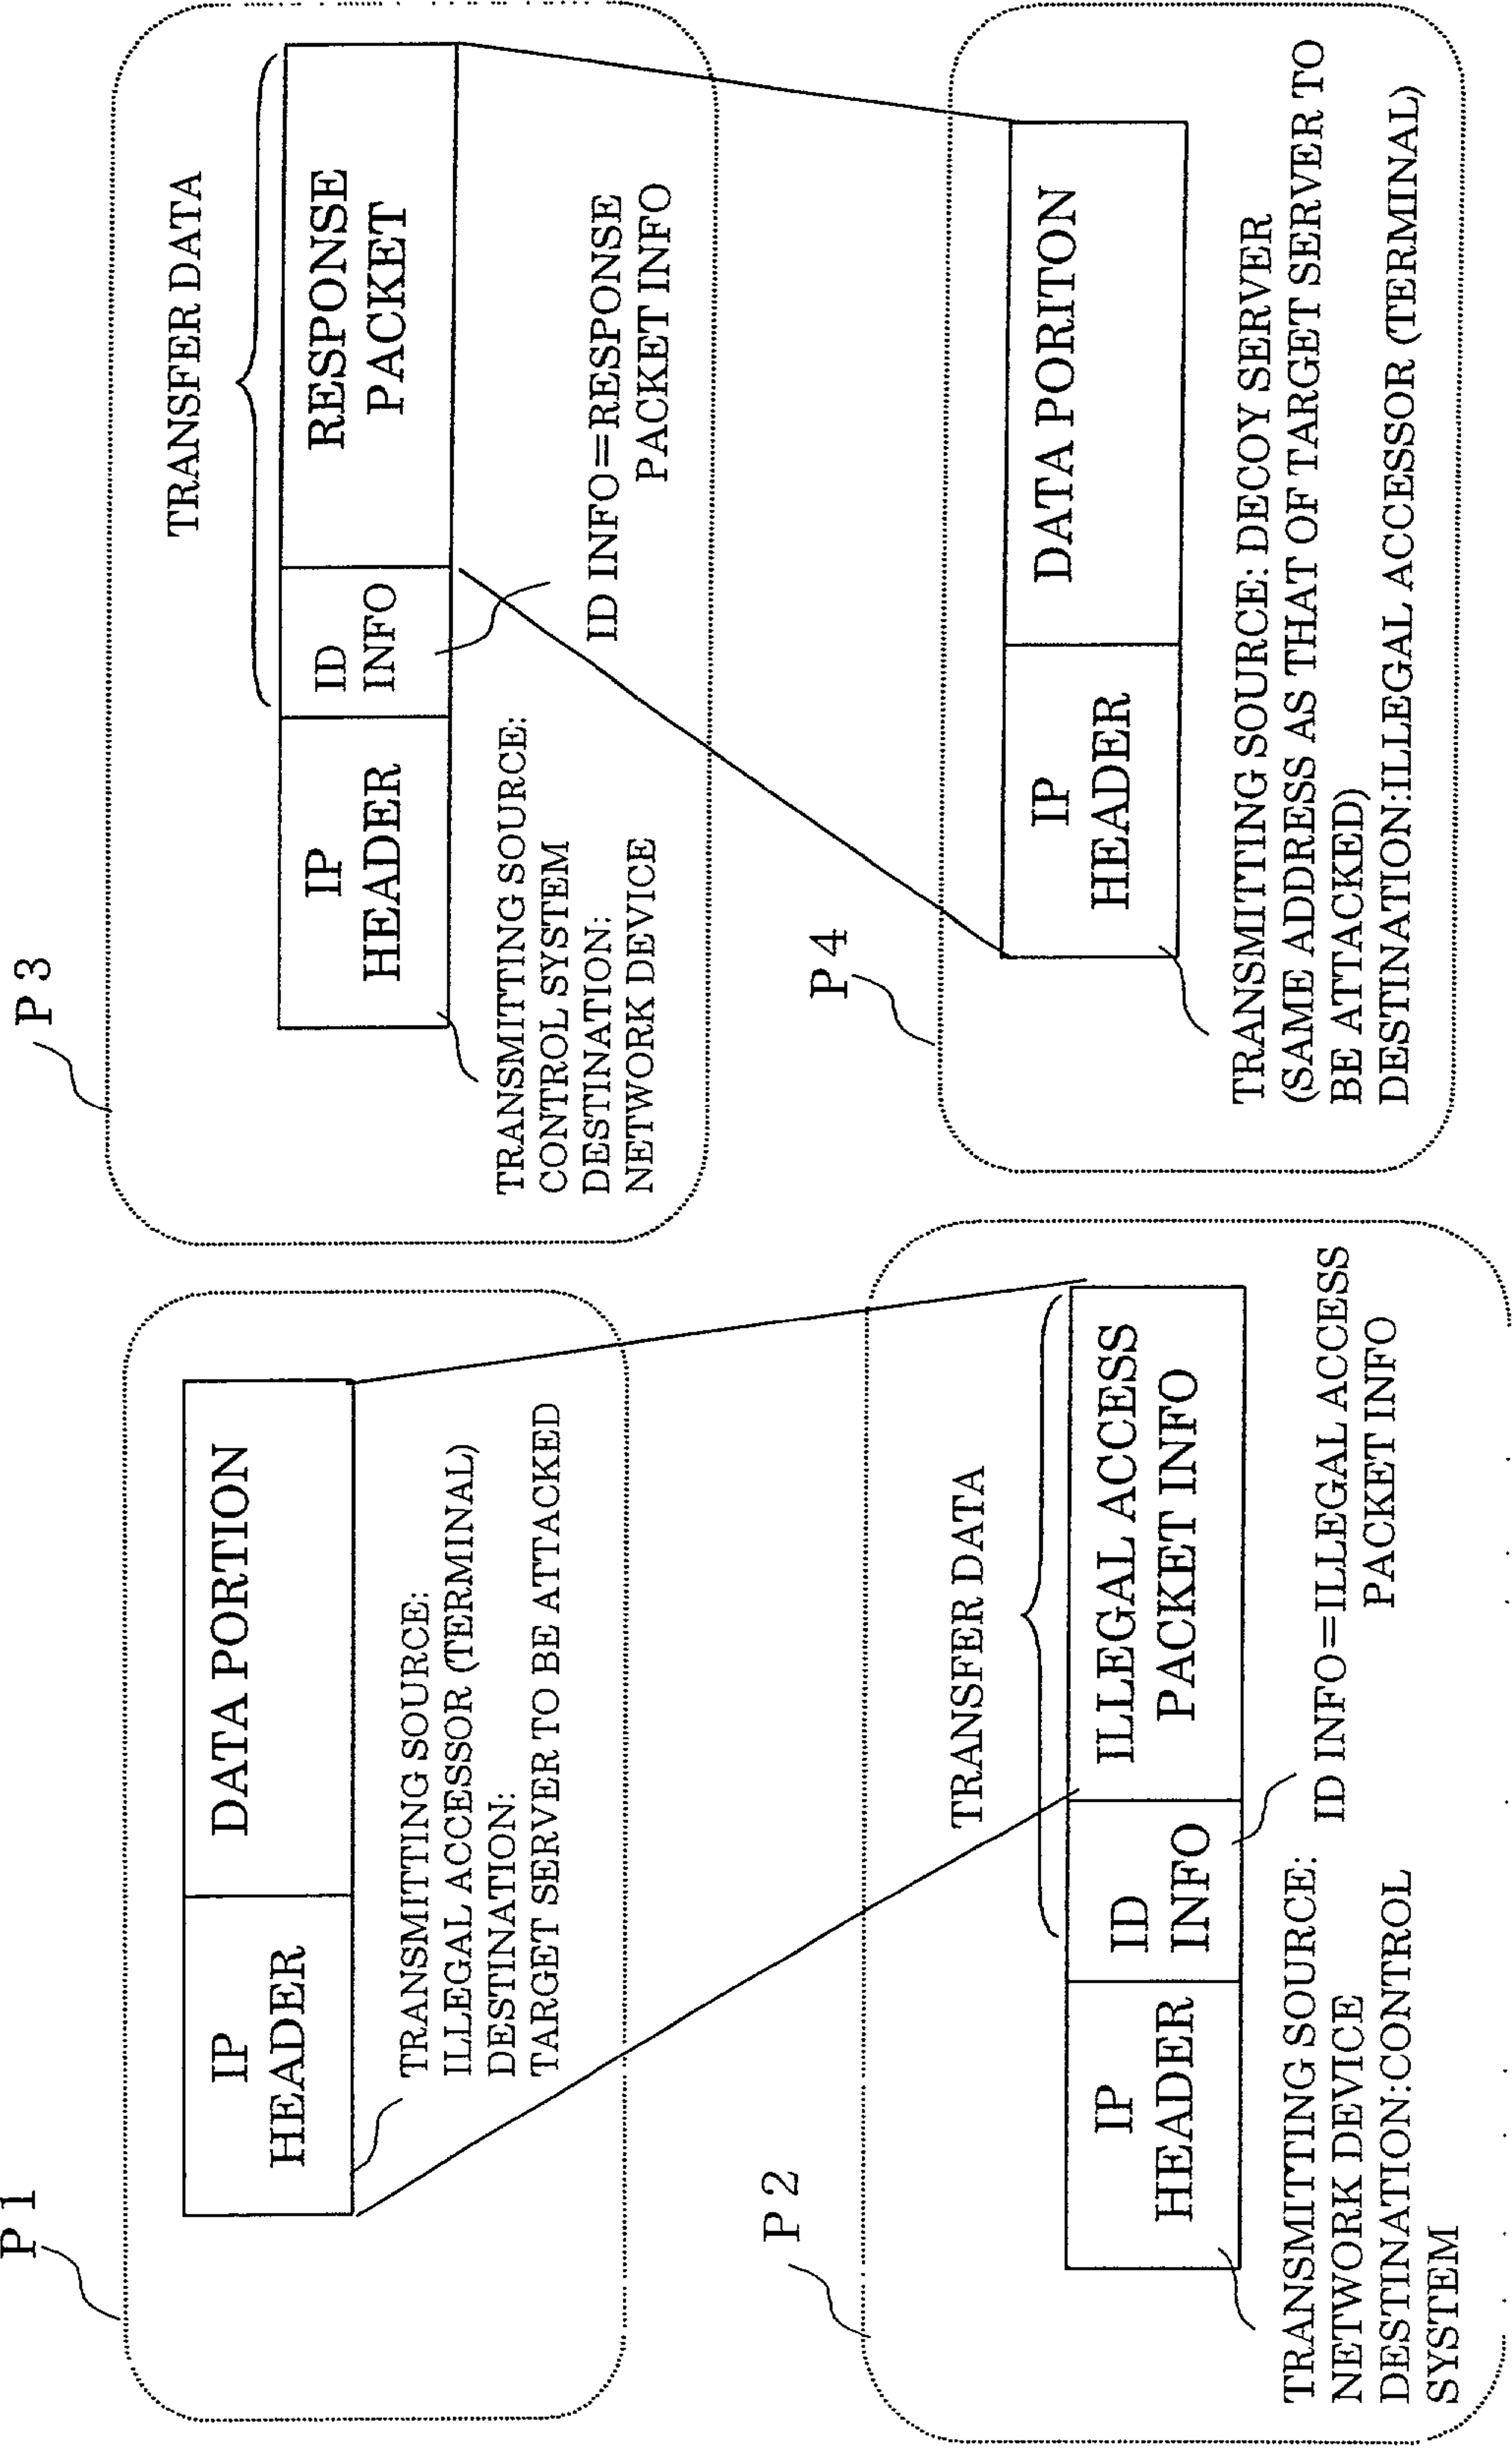 P1
IP
HEADER
DATA PORTION
TRANSMITTING SOURCE:
ILLEGAL ACCESSOR (TERMINAL)
DESTINATION:
TARGET SERVER TO BE ATTACKED
P2
TRANSFER DATA
IP
HEADER
ID
INFO
ILLEGAL ACCESS
PACKET INFO
TRANSMITTING SOURCE:
NETWORK DEVICE
DESTINATION:CONTROL
SYSTEM
ID INFO=ILLEGAL ACCESS
PACKET INFO
P3
TRANSFER DATA
IP
HEADER
ID
INFO
RESPONSE
PACKET
TRANSMITTING SOURCE:
CONTROL SYSTEM
DESTINATION:
NETWORK DEVICE
ID INFO=RESPONSE
PACKET INFO
P4
IP
HEADER
DATA PORITON
TRANSMITTING SOURCE: DECOY SERVER
(SAME ADDRESS AS THAT OF TARGET SERVER TO
BE ATTACKED)
DESTINATION:ILLEGAL ACCESSOR (TERMINAL)